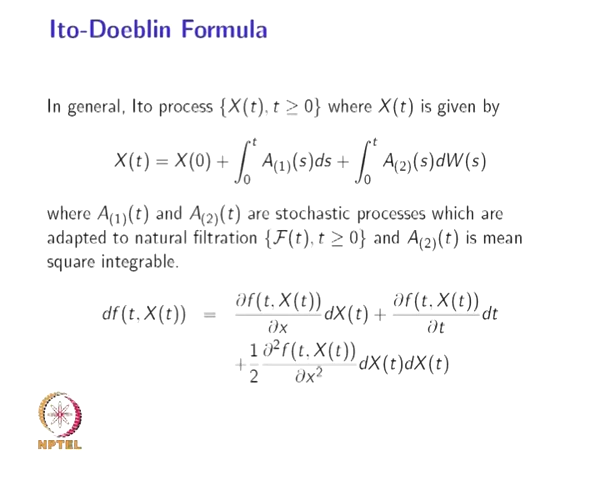 Ito-Doeblin Formula
In general, Ito process {X(t), t ≥ 0} where X(t) is given by
X(t) = X(0) + ∫₀ᵗ A₍₁₎(s)ds + ∫₀ᵗ A₍₂₎(s)dW(s)
where A₍₁₎(t) and A₍₂₎(t) are stochastic processes which are
adapted to natural filtration {ℱ(t), t ≥ 0} and A₍₂₎(t) is mean
square integrable.
df(t, X(t)) = ∂f(t, X(t))/∂x dX(t) + ∂f(t, X(t))/∂t dt
+ 1/2 ∂²f(t, X(t))/∂x² dX(t)dX(t)
NPTEL